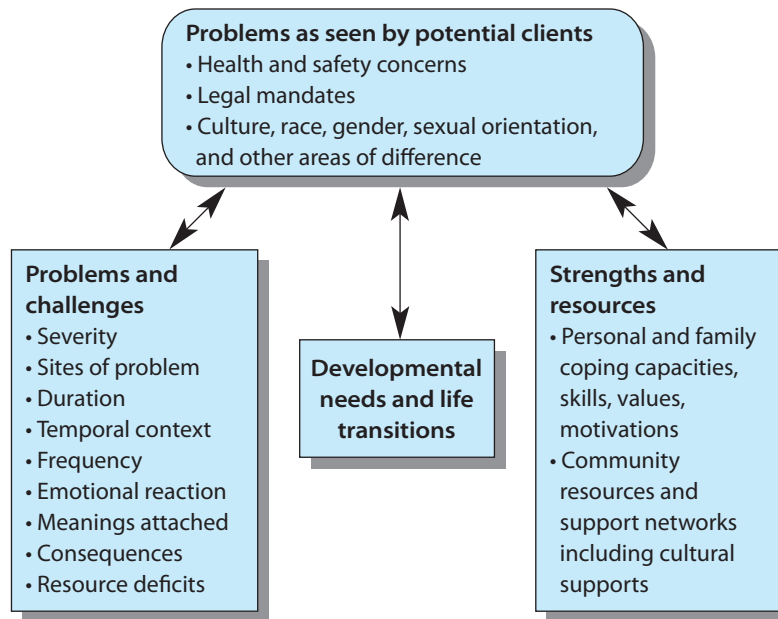 Problems as seen by potential clients
• Health and safety concerns
• Legal mandates
• Culture, race, gender, sexual orientation,
and other areas of difference
Problems and
challenges
• Severity
• Sites of problem
• Duration
• Temporal context
• Frequency
• Emotional reaction
• Meanings attached
• Consequences
• Resource deficits
Developmental
needs and life
transitions
Strengths and
resources
• Personal and family
coping capacities,
skills, values,
motivations
• Community
resources and
support networks
including cultural
supports